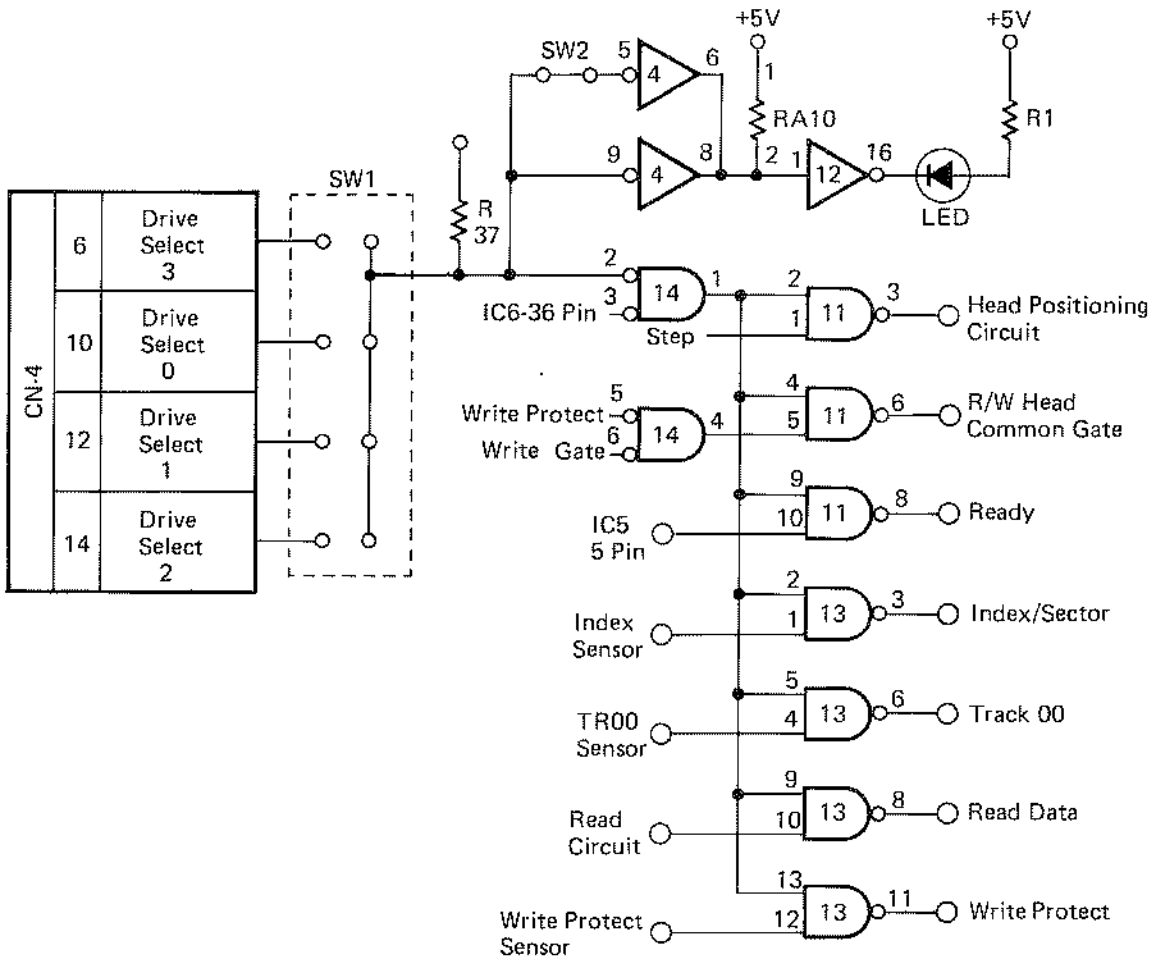 +5V
+5V
SW2
5
4
6
1
RA10
R1
9
4
8
2
1
12
16
LED
SW1
R
37
CN-4
6
Drive
Select
3
10
Drive
Select
0
12
Drive
Select
1
14
Drive
Select
2
2
3
IC6-36 Pin
14
1
Step
2
1
11
3
Head Positioning
Circuit
5
Write Protect
6
Write Gate
14
4
4
5
11
6
R/W Head
Common Gate
IC5
5 Pin
9
10
11
8
Ready
Index
Sensor
2
1
13
3
Index/Sector
TR00
Sensor
5
4
13
6
Track 00
Read
Circuit
9
10
13
8
Read Data
Write Protect
Sensor
13
12
13
11
Write Protect